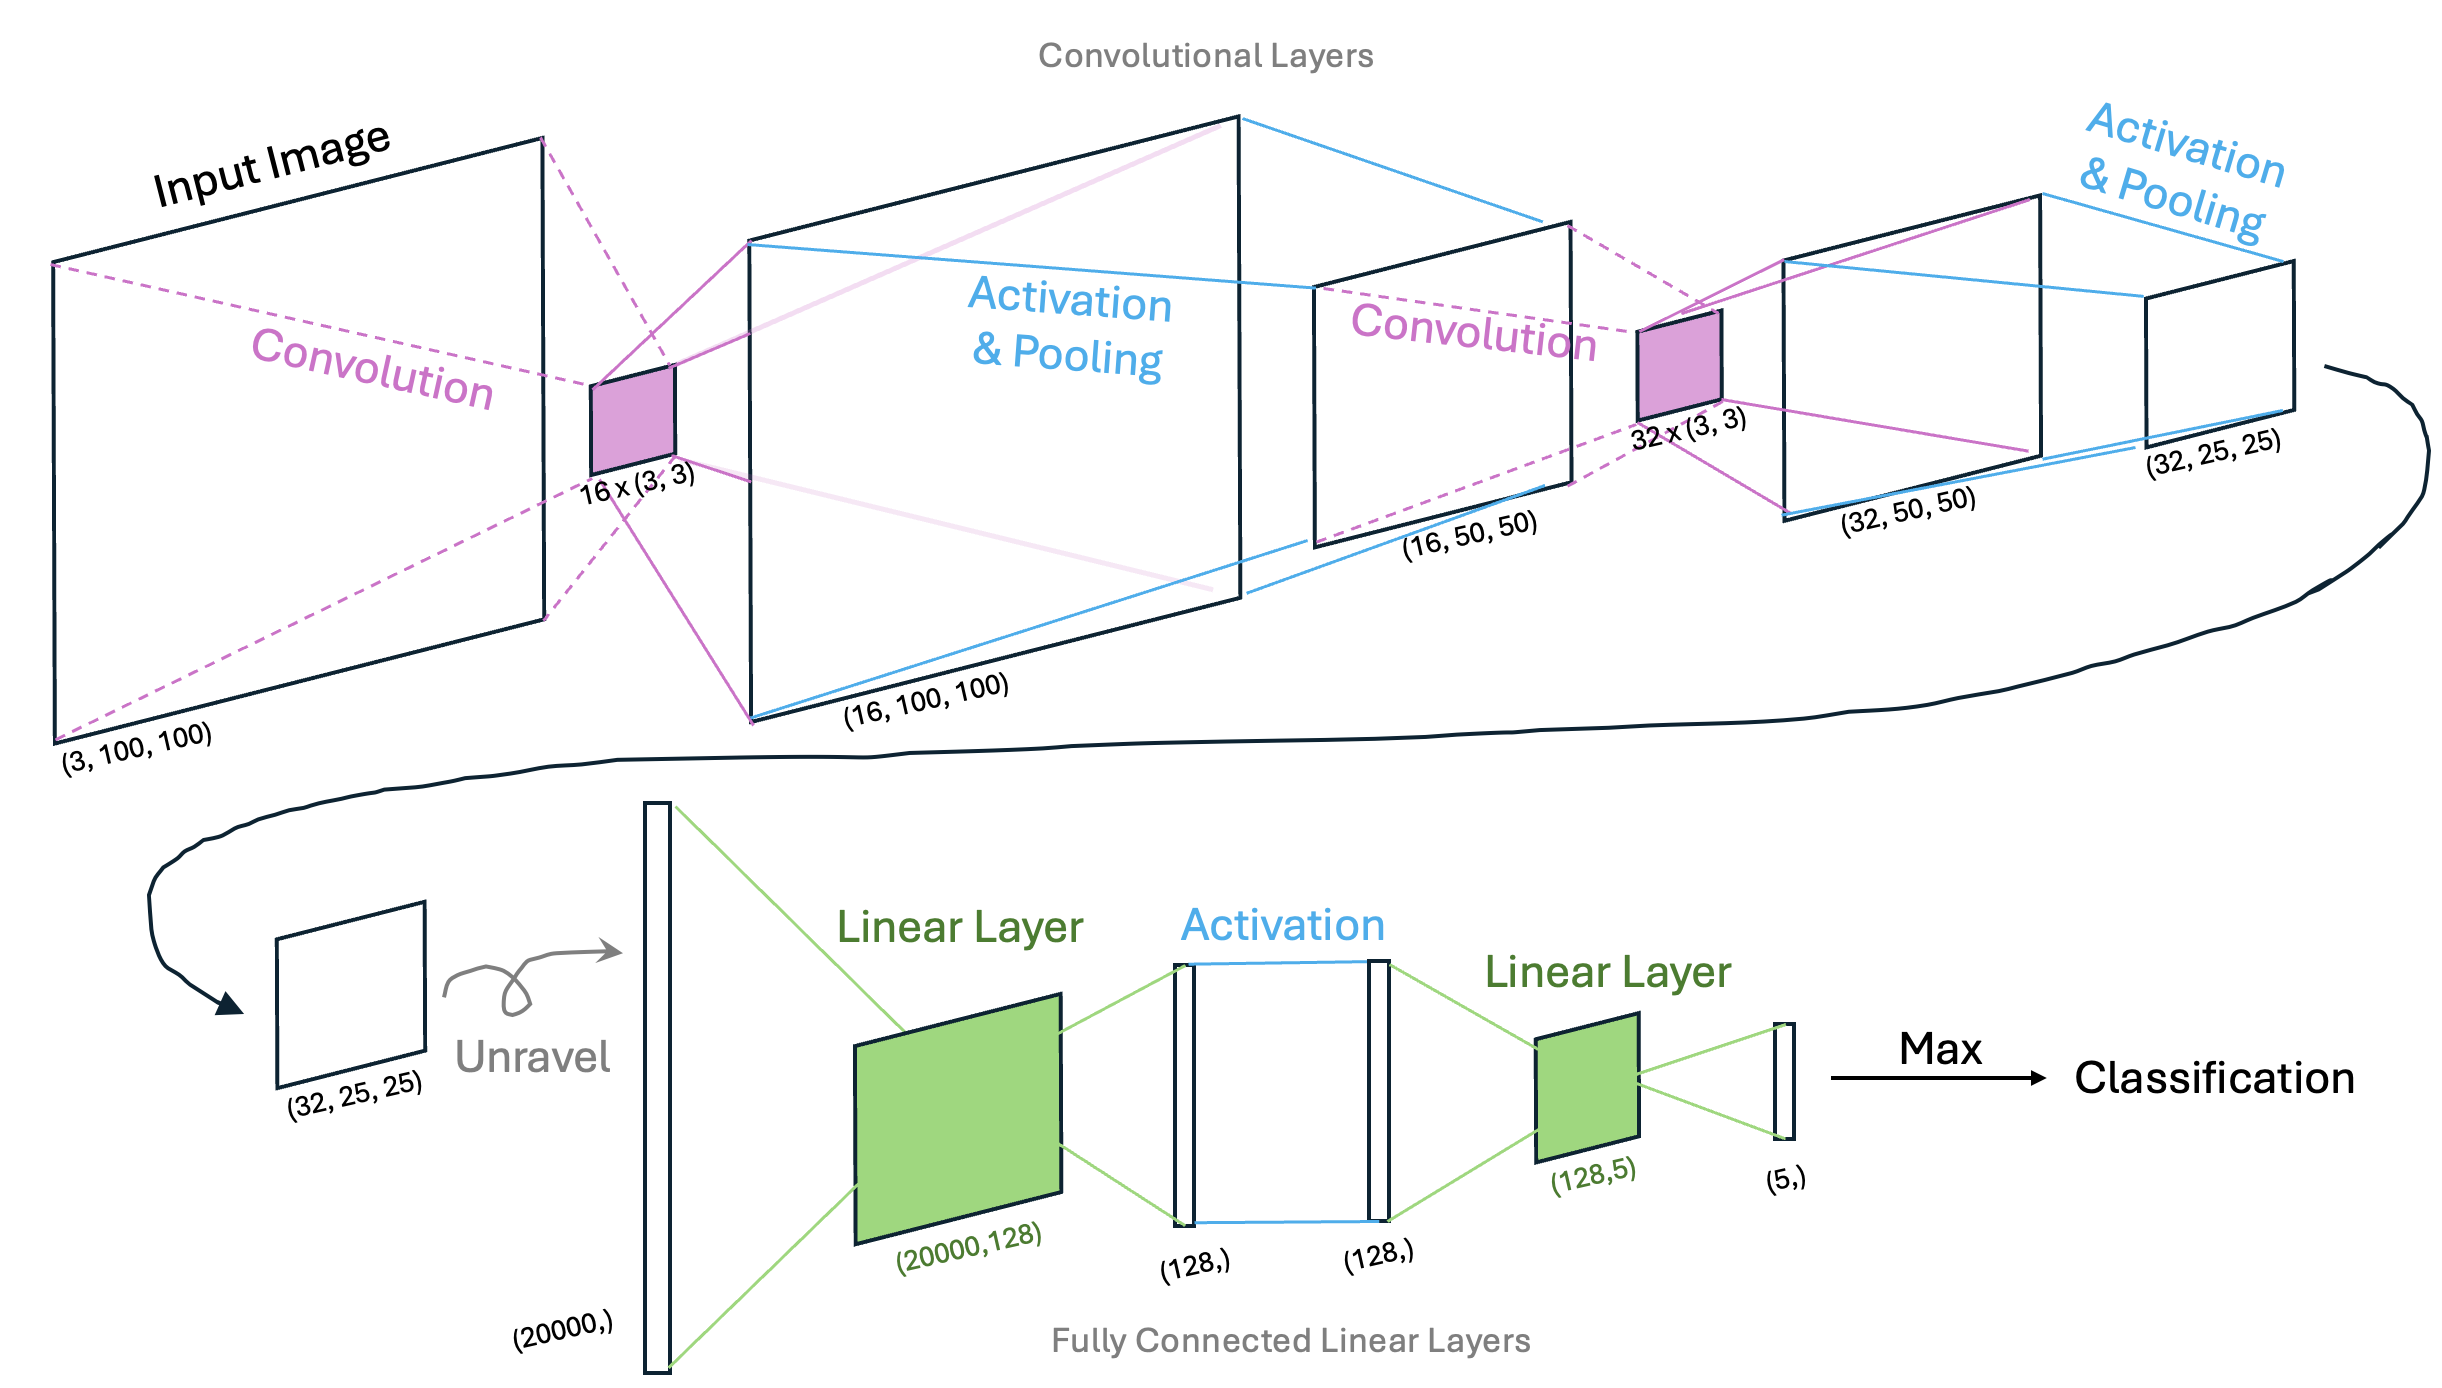 Convolutional Layers
Input Image
Convolution
(3, 100, 100)
16 x (3, 3)
Activation
& Pooling
(16, 100, 100)
Convolution
(16, 50, 50)
32 x (3, 3)
Activation
& Pooling
(32, 50, 50)
(32, 25, 25)
(32, 25, 25)
Unravel
(20000,)
Linear Layer
(20000,128)
Activation
(128,)
(128,)
Linear Layer
(128,5)
(5,)
Max
Classification
Fully Connected Linear Layers